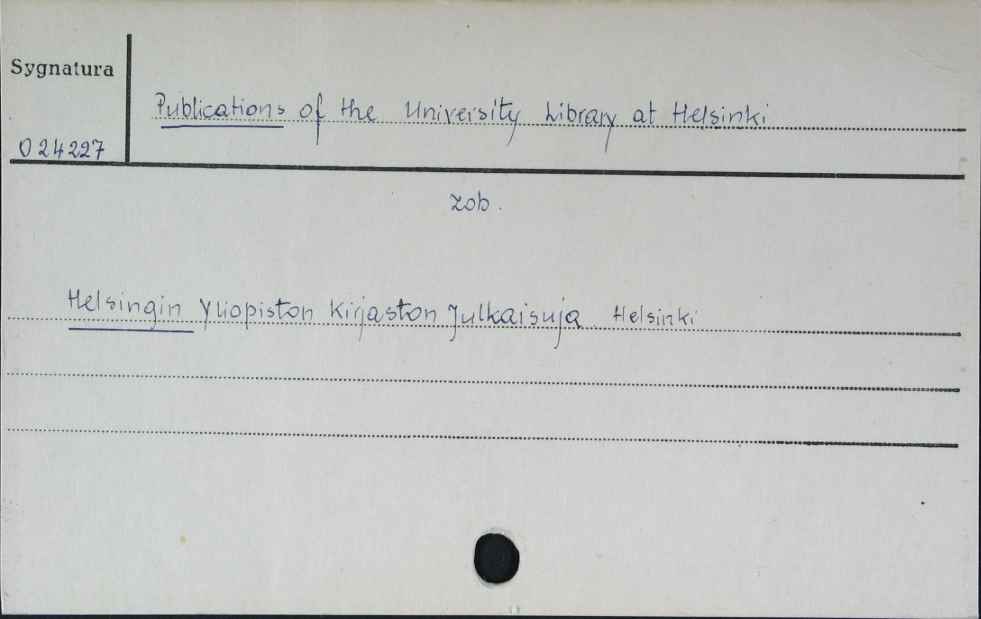 Sygnatura
Publications of the University Library at Helsinki
024227
zob.
Helsingin Yliopiston Kirjaston Julkaisuja. Helsinki